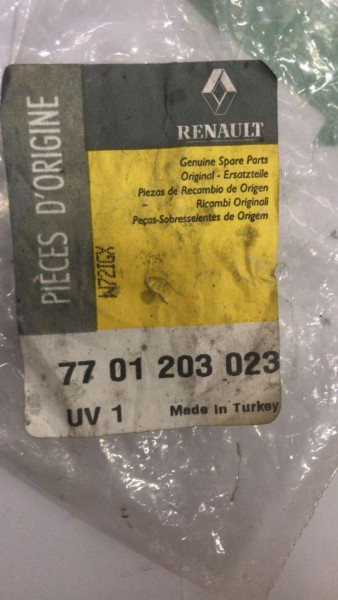 PIÈCES D'ORIGINE
RENAULT
Genuine Spare Parts
Original - Ersatzteile
Piezas de Recambio de Origen
Ricambi Originali
Peças-Sobresselentes de Origem
W72IGX
77 01 203 023
UV 1 Made In Turkey